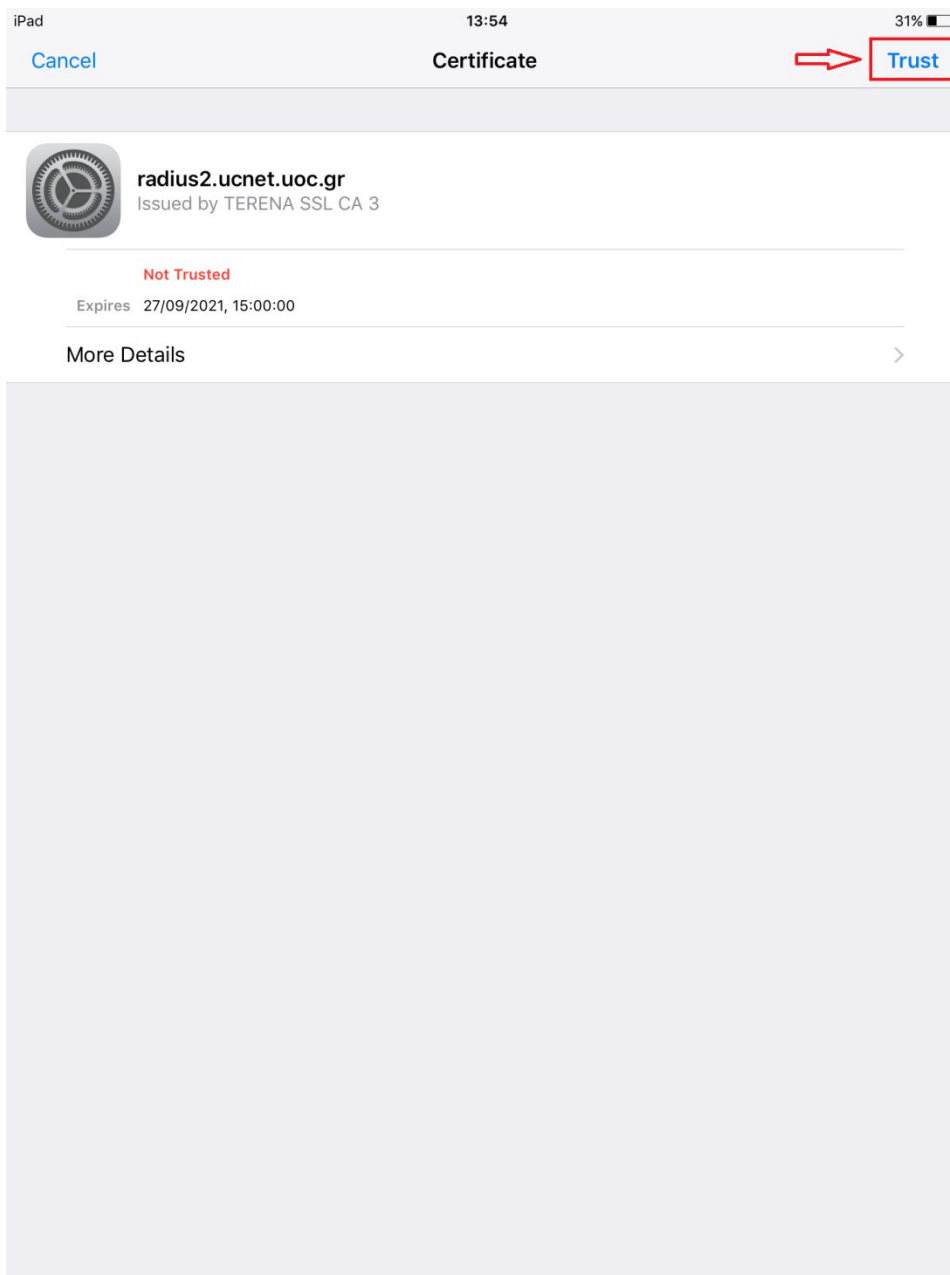 iPad 13:54 31%
Cancel Certificate Trust
radius2.ucnet.uoc.gr
Issued by TERENA SSL CA 3
Not Trusted
Expires 27/09/2021, 15:00:00
More Details